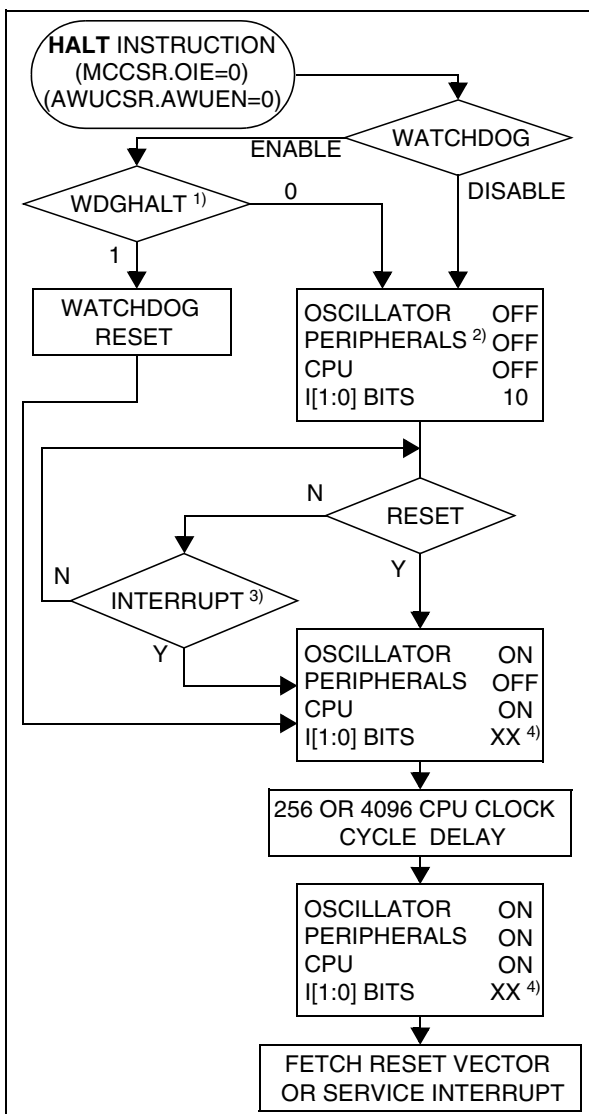 HALT INSTRUCTION
(MCCSR.OIE=0)
(AWUCSR.AWUEN=0)
WATCHDOG
ENABLE
DISABLE
WDGHALT 1)
0
1
WATCHDOG
RESET
OSCILLATOR OFF
PERIPHERALS 2) OFF
CPU OFF
I[1:0] BITS 10
N
RESET
Y
N
INTERRUPT 3)
Y
OSCILLATOR ON
PERIPHERALS OFF
CPU ON
I[1:0] BITS XX 4)
256 OR 4096 CPU CLOCK
CYCLE DELAY
OSCILLATOR ON
PERIPHERALS ON
CPU ON
I[1:0] BITS XX 4)
FETCH RESET VECTOR
OR SERVICE INTERRUPT